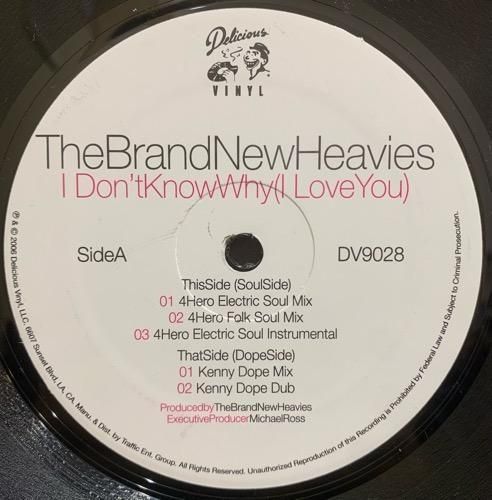 Delicious
VINYL
TheBrandNewHeavies
I Don'tKnowWhy(I LoveYou)
SideA
DV9028
ThisSide (SoulSide)
01 4Hero Electric Soul Mix
02 4Hero Folk Soul Mix
03 4Hero Electric Soul Instrumental
ThatSide (DopeSide)
01 Kenny Dope Mix
02 Kenny Dope Dub
ProducedbyTheBrandNewHeavies
ExecutiveProducerMichaelRoss
℗ & © 2006 Delicious Vinyl, LLC. 6607 Sunset Blvd, LA, CA. Manu. & Dist. by Traffic Ent. Group. All Rights Reserved. Unauthorized Reproduction of this Recording is Prohibited by Federal Law and Subject to Criminal Prosecution.